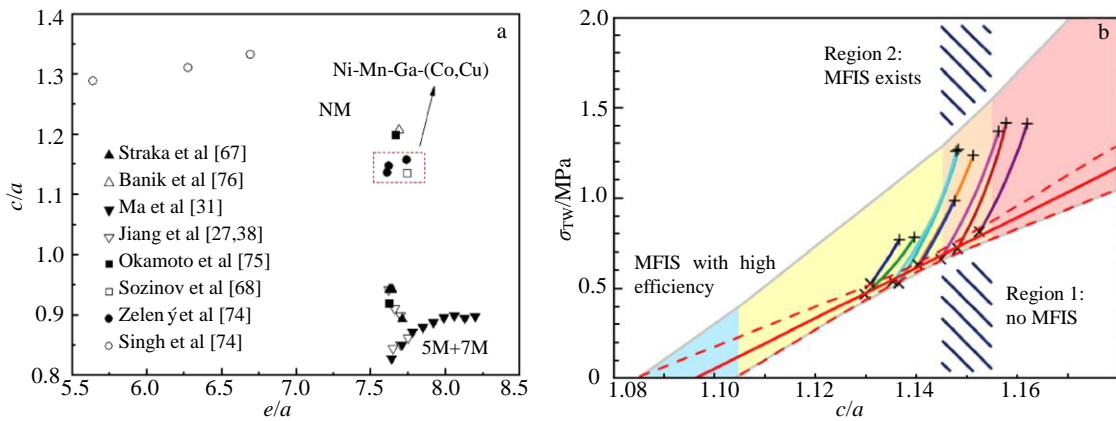 a
c/a
1.4
1.3
1.2
1.1
1.0
0.9
0.8
5.5
6.0
6.5
7.0
7.5
8.0
8.5
e/a
Ni-Mn-Ga-(Co,Cu)
NM
Straka et al [67]
Banik et al [76]
Ma et al [31]
Jiang et al [27,38]
Okamoto et al [75]
Sozinov et al [68]
Zelen ý et al [74]
Singh et al [74]
5M+7M
b
σTW/MPa
2.0
1.5
1.0
0.5
0
1.08
1.10
1.12
1.14
1.16
c/a
Region 2:
MFIS exists
MFIS with high
efficiency
Region 1:
no MFIS